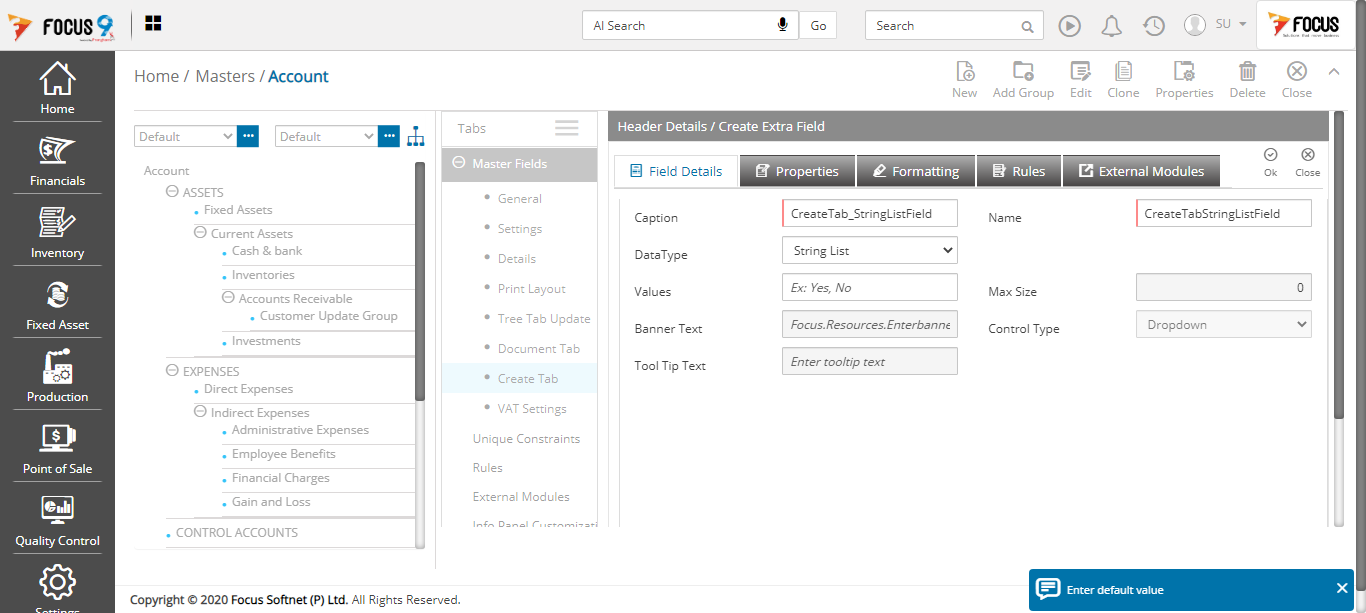 FOCUS 9
AI Search
Go
Search
SU
FOCUS
Home
Financials
Inventory
Fixed Asset
Production
Point of Sale
Quality Control
Settings
Home / Masters / Account
New
Add Group
Edit
Clone
Properties
Delete
Close
Default
...
Default
...
Account
ASSETS
Fixed Assets
Current Assets
Cash & bank
Inventories
Accounts Receivable
Customer Update Group
Investments
EXPENSES
Direct Expenses
Indirect Expenses
Administrative Expenses
Employee Benefits
Financial Charges
Gain and Loss
CONTROL ACCOUNTS
Tabs
Master Fields
General
Settings
Details
Print Layout
Tree Tab Update
Document Tab
Create Tab
VAT Settings
Unique Constraints
Rules
External Modules
Info Panel Customizati
Header Details / Create Extra Field
Field Details
Properties
Formatting
Rules
External Modules
Ok
Close
Caption
CreateTab_StringListField
Name
CreateTabStringListField
DataType
String List
Values
Ex: Yes, No
Max Size
0
Banner Text
Focus.Resources.Enterbanne
Control Type
Dropdown
Tool Tip Text
Enter tooltip text
Copyright © 2020 Focus Softnet (P) Ltd. All Rights Reserved.
Enter default value